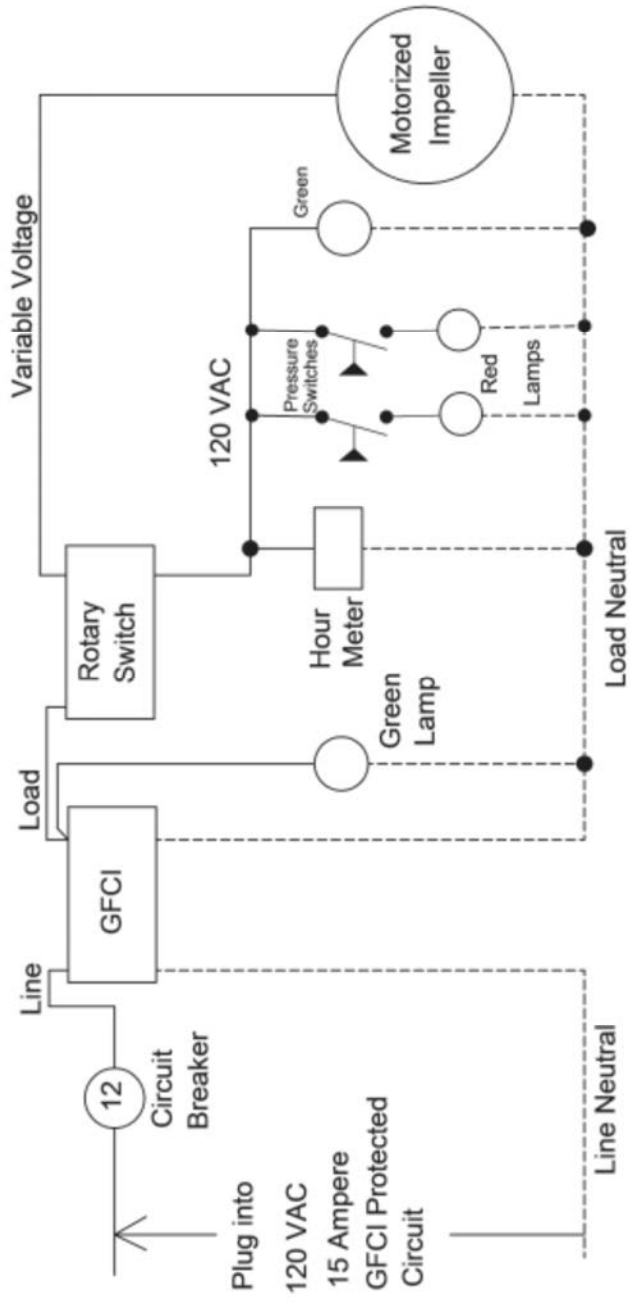 Variable Voltage
Line
Load
12
Circuit
Breaker
GFCI
Rotary
Switch
120 VAC
Motorized
Impeller
Plug into
120 VAC
15 Ampere
GFCI Protected
Circuit
Green
Lamp
Hour
Meter
Pressure
Switches
Green
Red
Lamps
Line Neutral
Load Neutral